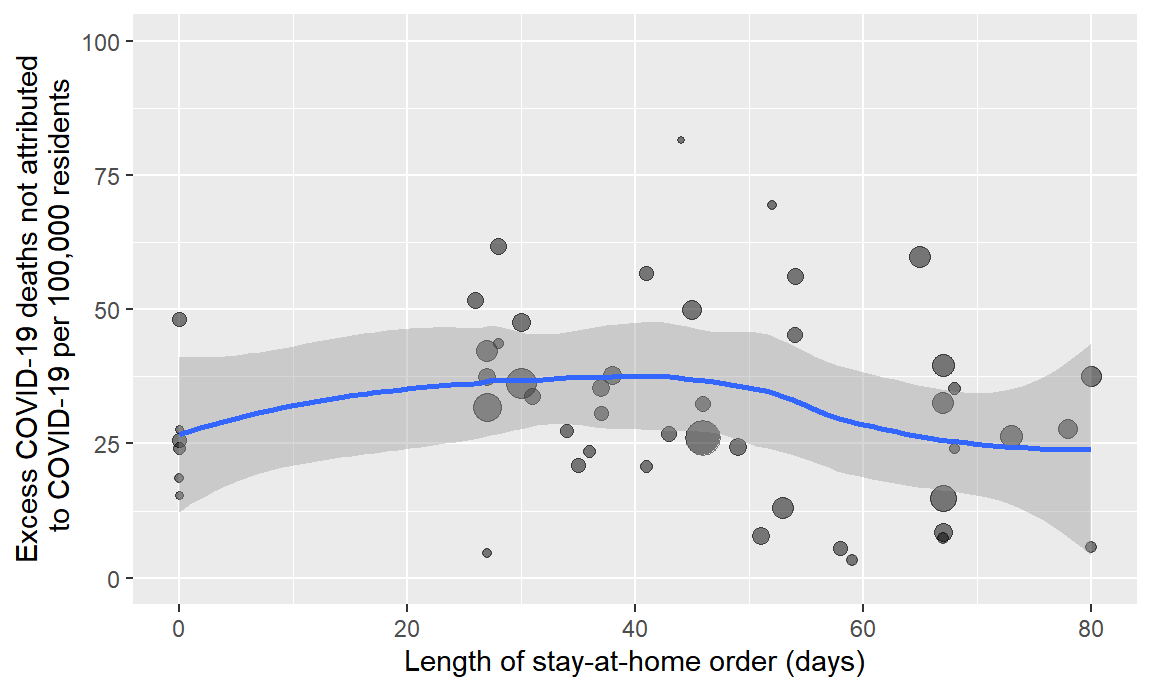 Excess COVID-19 deaths not attributed
to COVID-19 per 100,000 residents
100
75
50
25
0
0 20 40 60 80
Length of stay-at-home order (days)